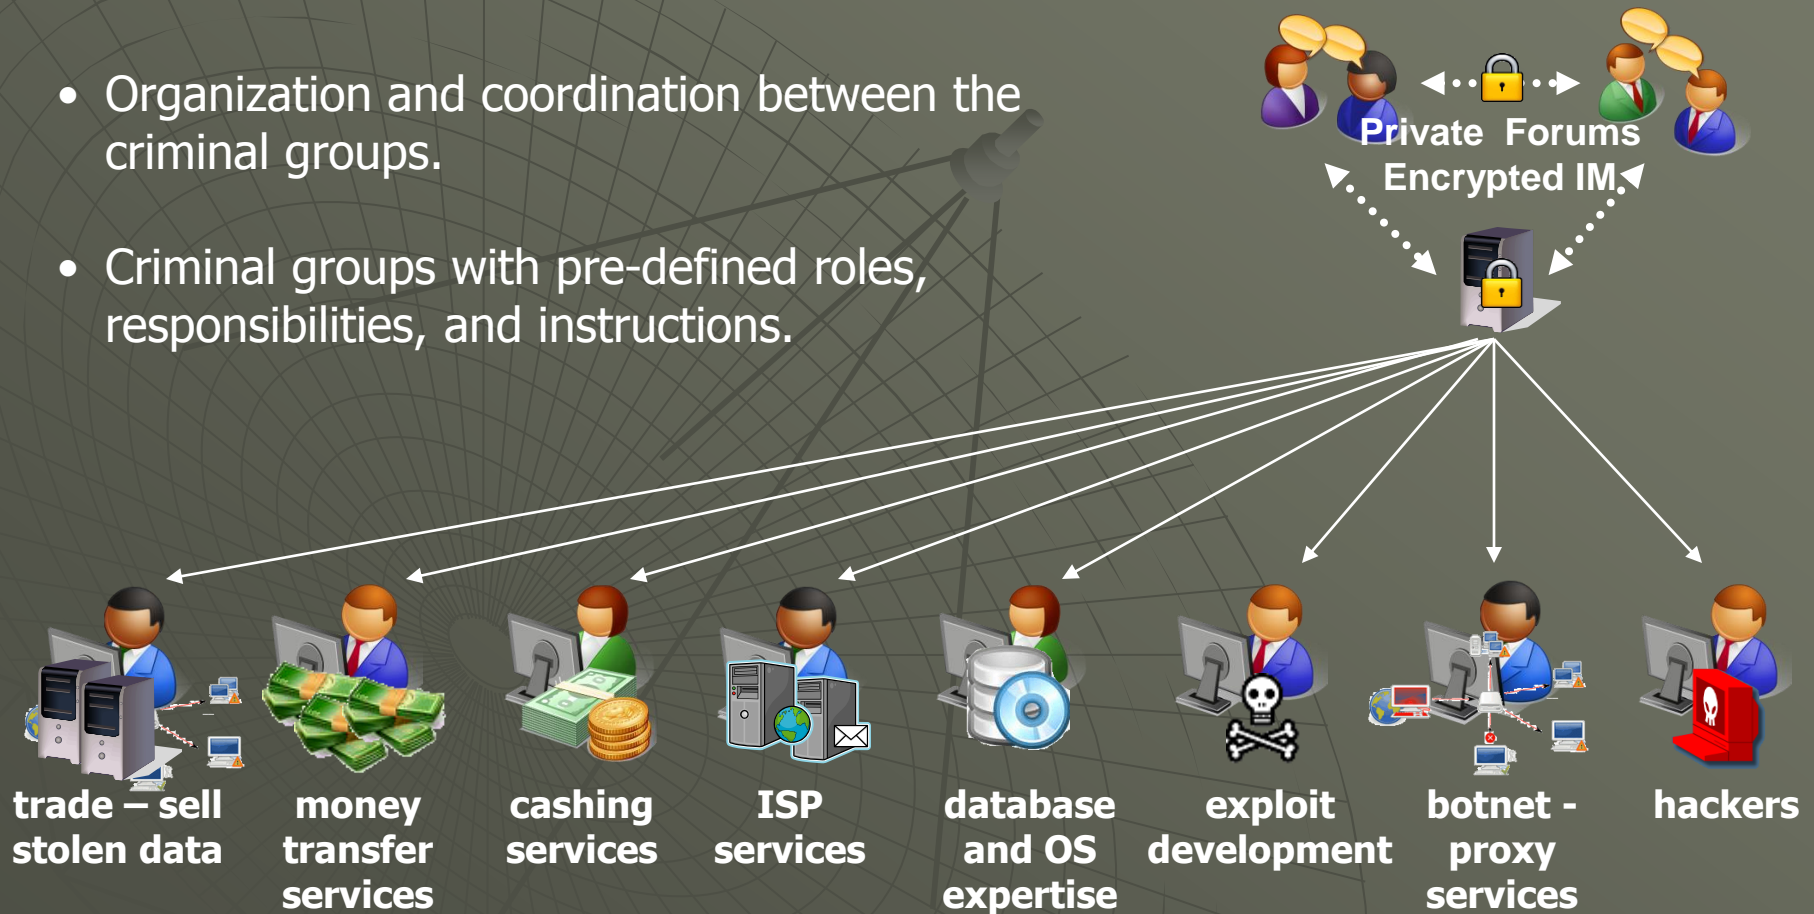 • Organization and coordination between the
criminal groups.
• Criminal groups with pre-defined roles,
responsibilities, and instructions.
Private Forums
Encrypted IM
trade – sell
stolen data
money
transfer
services
cashing
services
ISP
services
database
and OS
expertise
exploit
development
botnet -
proxy
services
hackers